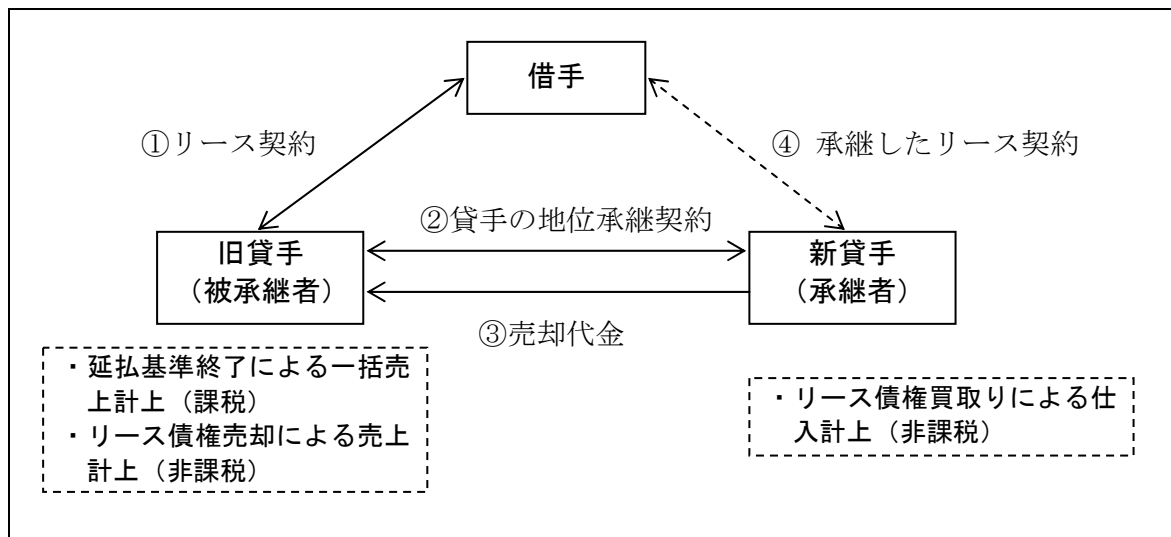 借手
①リース契約
④ 承継したリース契約
②貸手の地位承継契約
旧貸手
（被承継者）
新貸手
（承継者）
③売却代金
・延払基準終了による一括売
上計上（課税）
・リース債権売却による売上
計上（非課税）
・リース債権買取りによる仕
入計上（非課税）